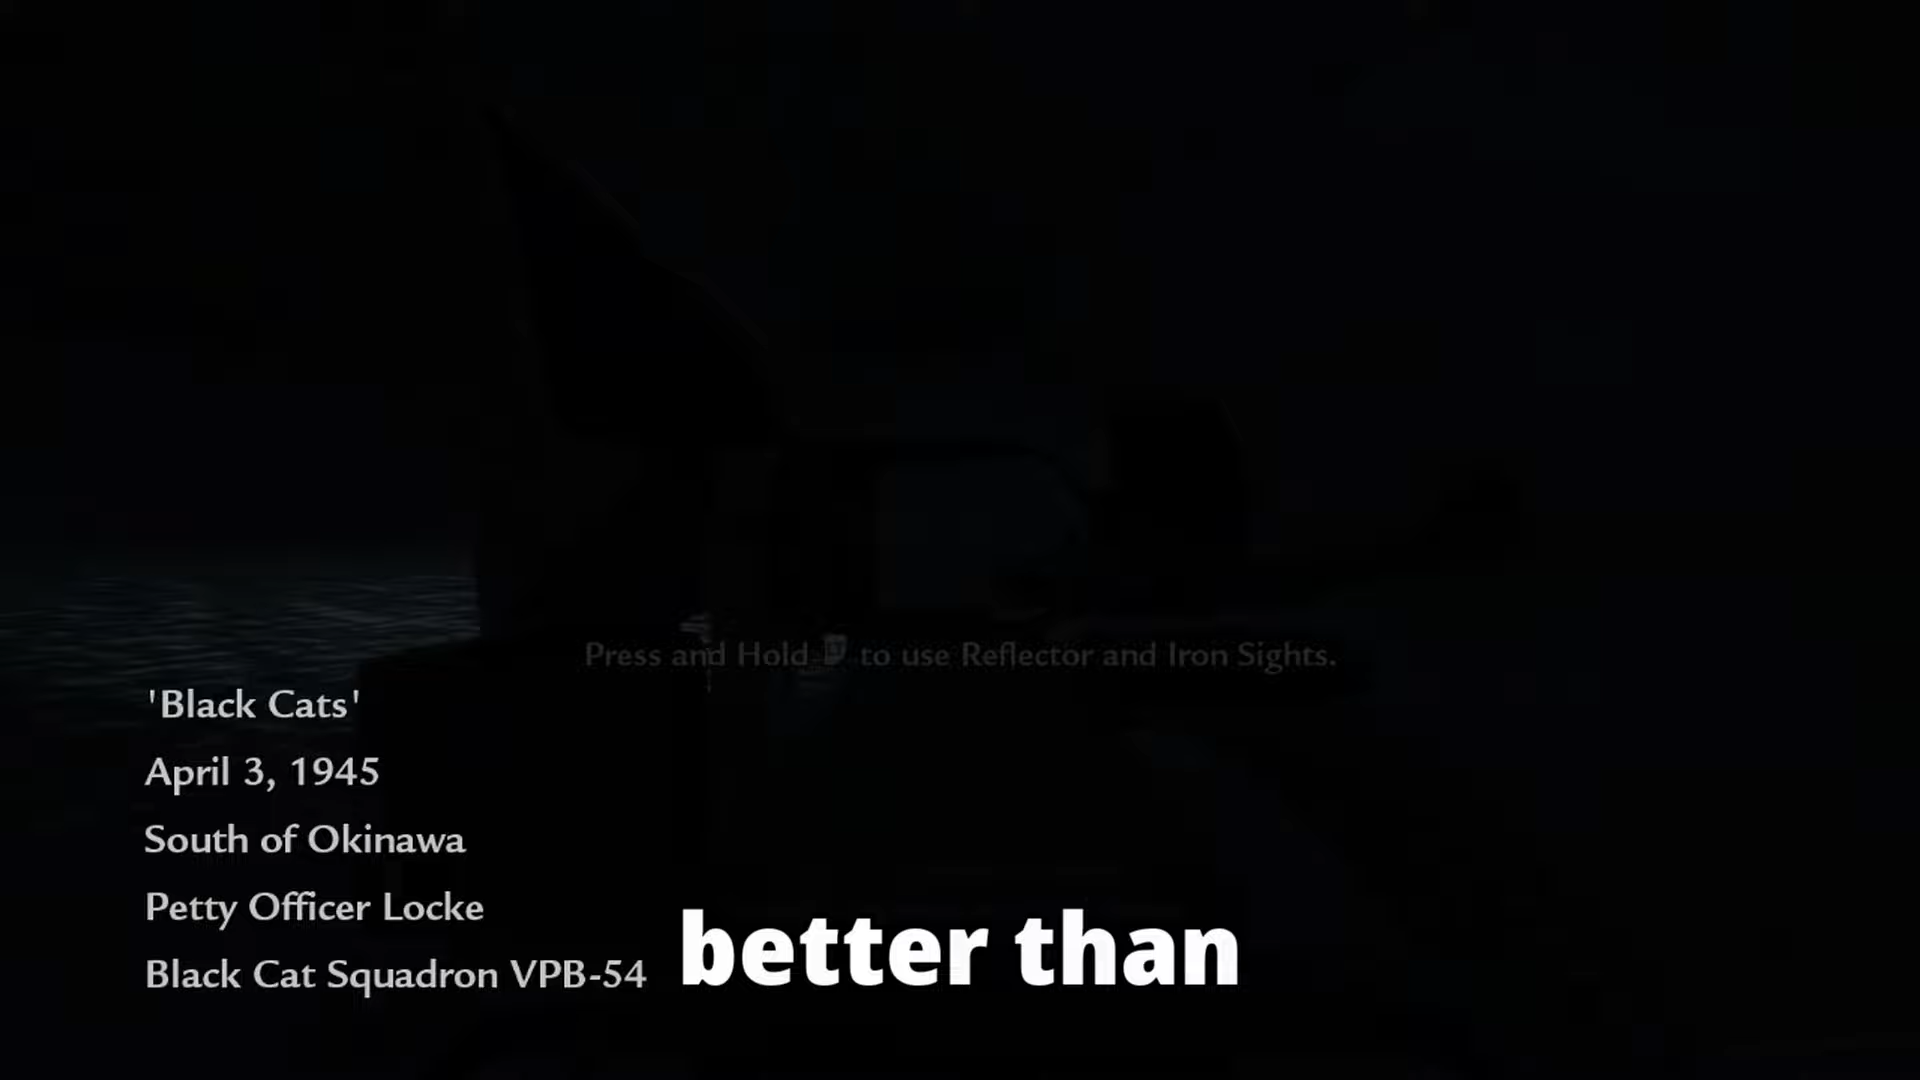 Press and Hold to use Reflector and Iron Sights.
'Black Cats'
April 3, 1945
South of Okinawa
Petty Officer Locke
Black Cat Squadron VPB-54
better than